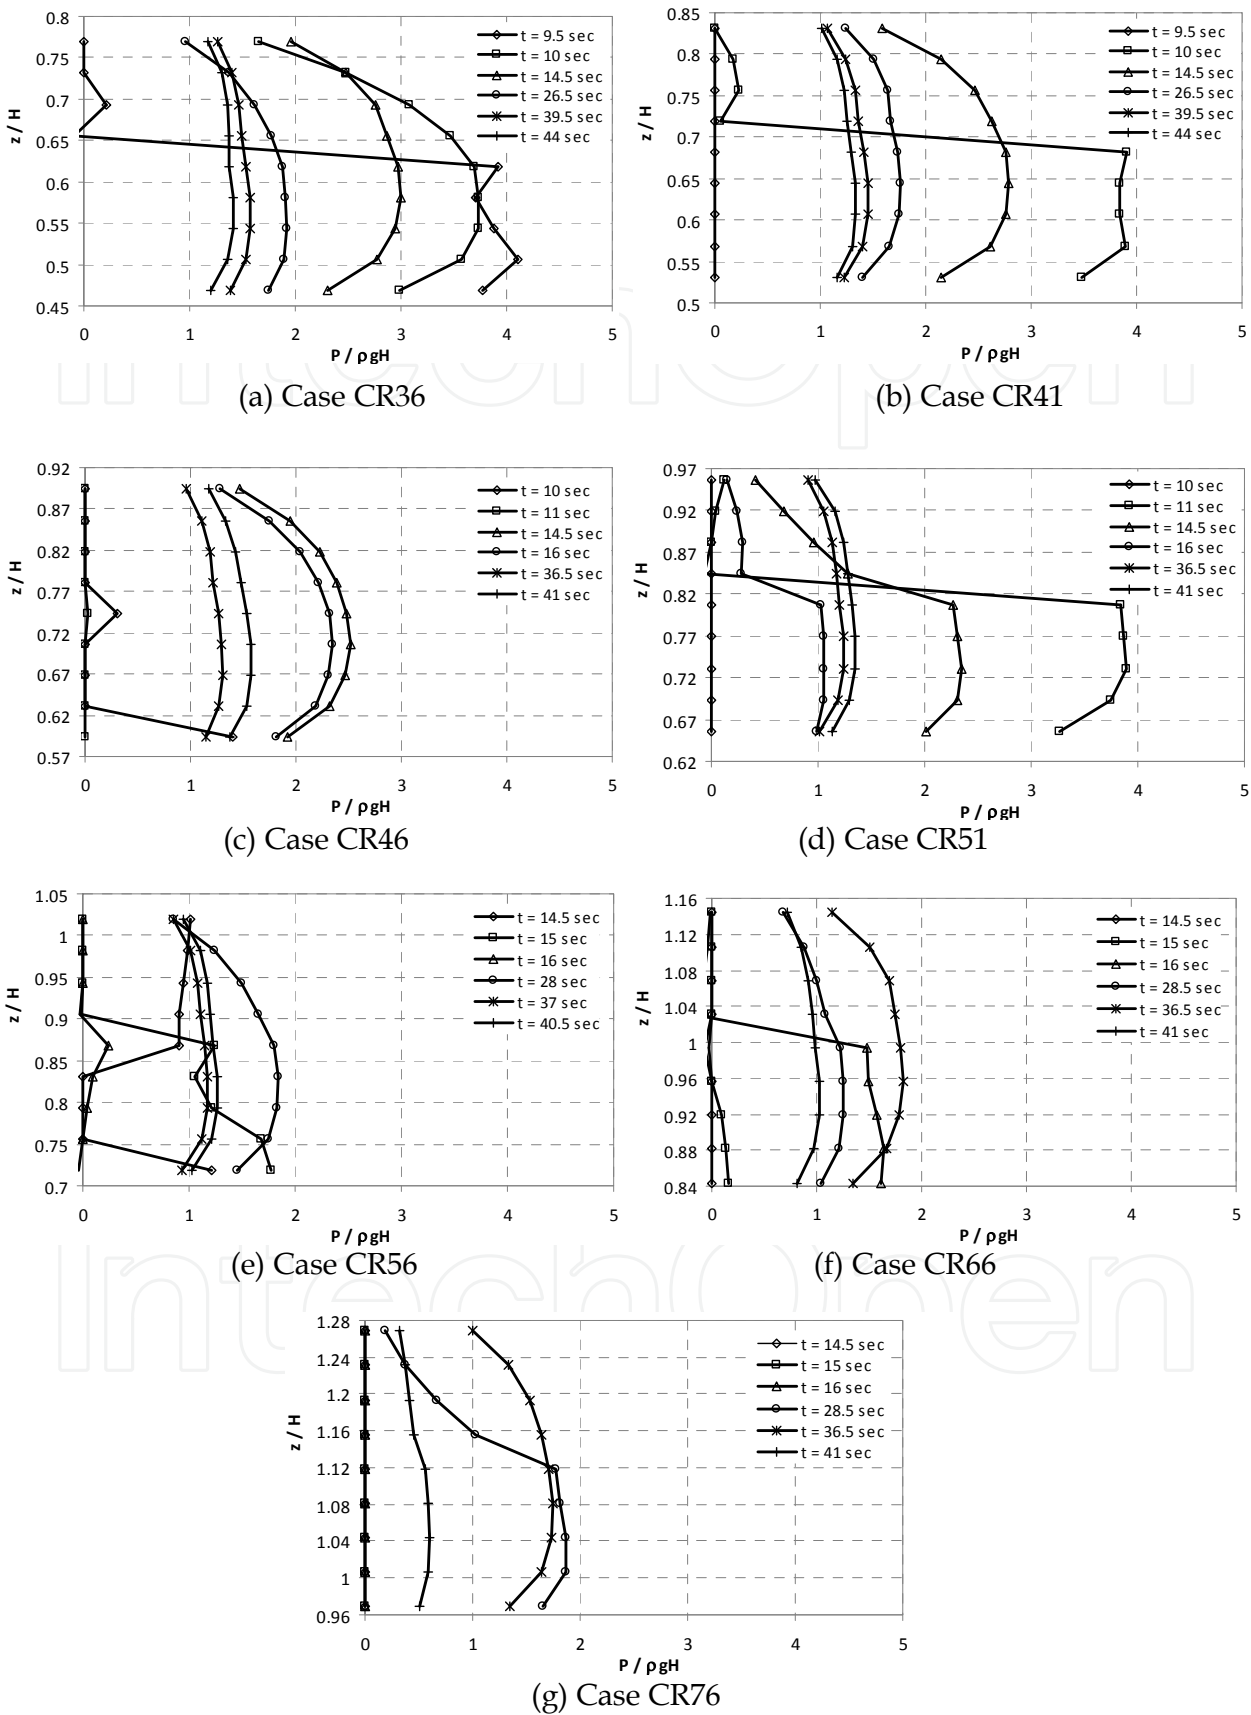 0.8
0.75
0.7
0.65
0.6
0.55
0.5
0.45
z / H
0 1 2 3 4 5
P / ρgH
t = 9.5 sec
t = 10 sec
t = 14.5 sec
t = 26.5 sec
t = 39.5 sec
t = 44 sec
(a) Case CR36
0.85
0.8
0.75
0.7
0.65
0.6
0.55
0.5
z / H
0 1 2 3 4 5
P / ρgH
t = 9.5 sec
t = 10 sec
t = 14.5 sec
t = 26.5 sec
t = 39.5 sec
t = 44 sec
(b) Case CR41
IntechOpen
0.92
0.87
0.82
0.77
0.72
0.67
0.62
0.57
z / H
0 1 2 3 4 5
P / ρgH
t = 10 sec
t = 11 sec
t = 14.5 sec
t = 16 sec
t = 36.5 sec
t = 41 sec
(c) Case CR46
0.97
0.92
0.87
0.82
0.77
0.72
0.67
0.62
z / H
0 1 2 3 4 5
P / ρgH
t = 10 sec
t = 11 sec
t = 14.5 sec
t = 16 sec
t = 36.5 sec
t = 41 sec
(d) Case CR51
1.05
1
0.95
0.9
0.85
0.8
0.75
0.7
z / H
0 1 2 3 4 5
P / ρgH
t = 14.5 sec
t = 15 sec
t = 16 sec
t = 28 sec
t = 37 sec
t = 40.5 sec
(e) Case CR56
1.16
1.12
1.08
1.04
1
0.96
0.92
0.88
0.84
z / H
0 1 2 3 4 5
P / ρgH
t = 14.5 sec
t = 15 sec
t = 16 sec
t = 28.5 sec
t = 36.5 sec
t = 41 sec
(f) Case CR66
IntechOpen
1.28
1.24
1.2
1.16
1.12
1.08
1.04
1
0.96
z / H
0 1 2 3 4 5
P / ρgH
t = 14.5 sec
t = 15 sec
t = 16 sec
t = 28.5 sec
t = 36.5 sec
t = 41 sec
(g) Case CR76